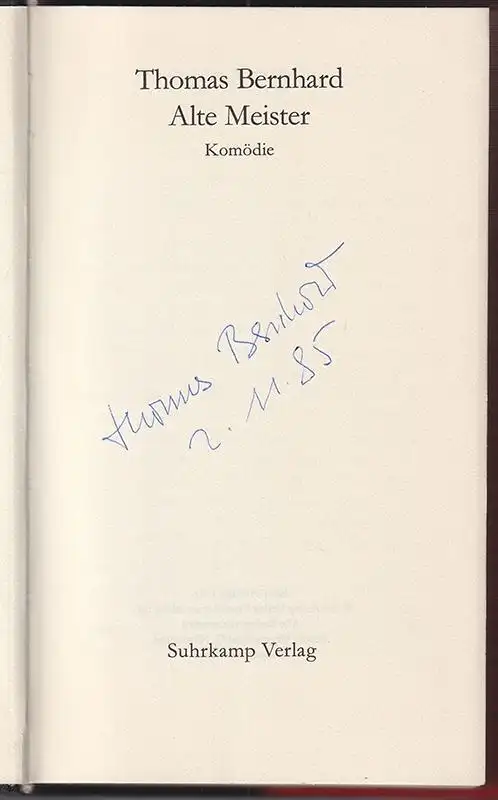 Thomas Bernhard
Alte Meister
Komödie
Thomas Bernhard
2. 11. 85
Suhrkamp Verlag